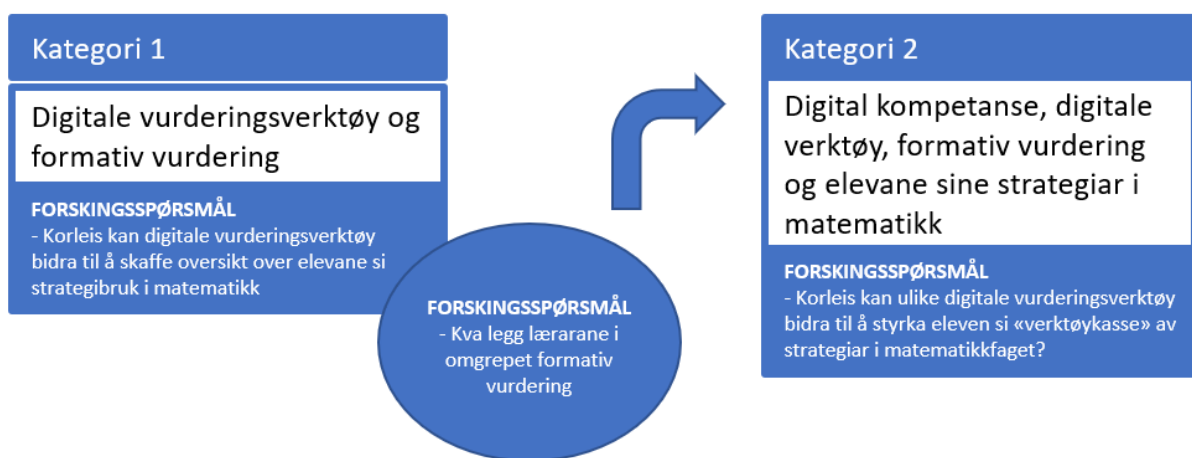 Kategori 1
Digitale vurderingsverktøy og
formativ vurdering
FORSKINGSSPØRSMÅL
- Korleis kan digitale vurderingsverktøy
bidra til å skaffe oversikt over elevane si
strategibruk i matematikk
FORSKINGSSPØRSMÅL
- Kva legg lærarane i
omgrepet formativ
vurdering
Kategori 2
Digital kompetanse, digitale
verktøy, formativ vurdering
og elevane sine strategiar i
matematikk
FORSKINGSSPØRSMÅL
- Korleis kan ulike digitale vurderingsverktøy
bidra til å styrka eleven si «verktøykasse» av
strategiar i matematikkfaget?